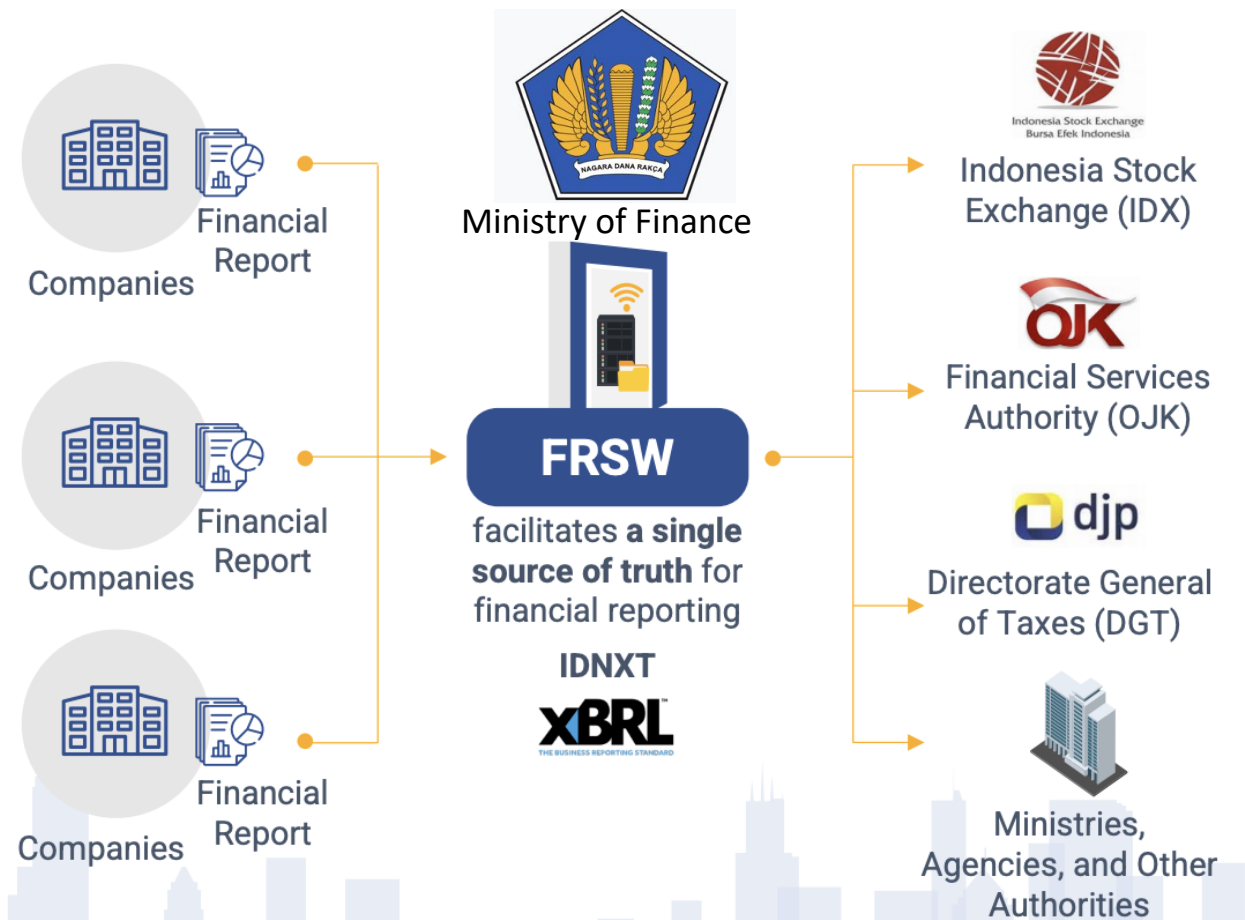 Financial
Report
Companies
Financial
Report
Companies
Financial
Report
Companies
NAGARA DANA RAKÇA
Ministry of Finance
FRSW
facilitates a single
source of truth for
financial reporting
IDNXT
XBRL™
THE BUSINESS REPORTING STANDARD
Indonesia Stock Exchange
Bursa Efek Indonesia
Indonesia Stock
Exchange (IDX)
OJK
Financial Services
Authority (OJK)
djp
Directorate General
of Taxes (DGT)
Ministries,
Agencies, and Other
Authorities